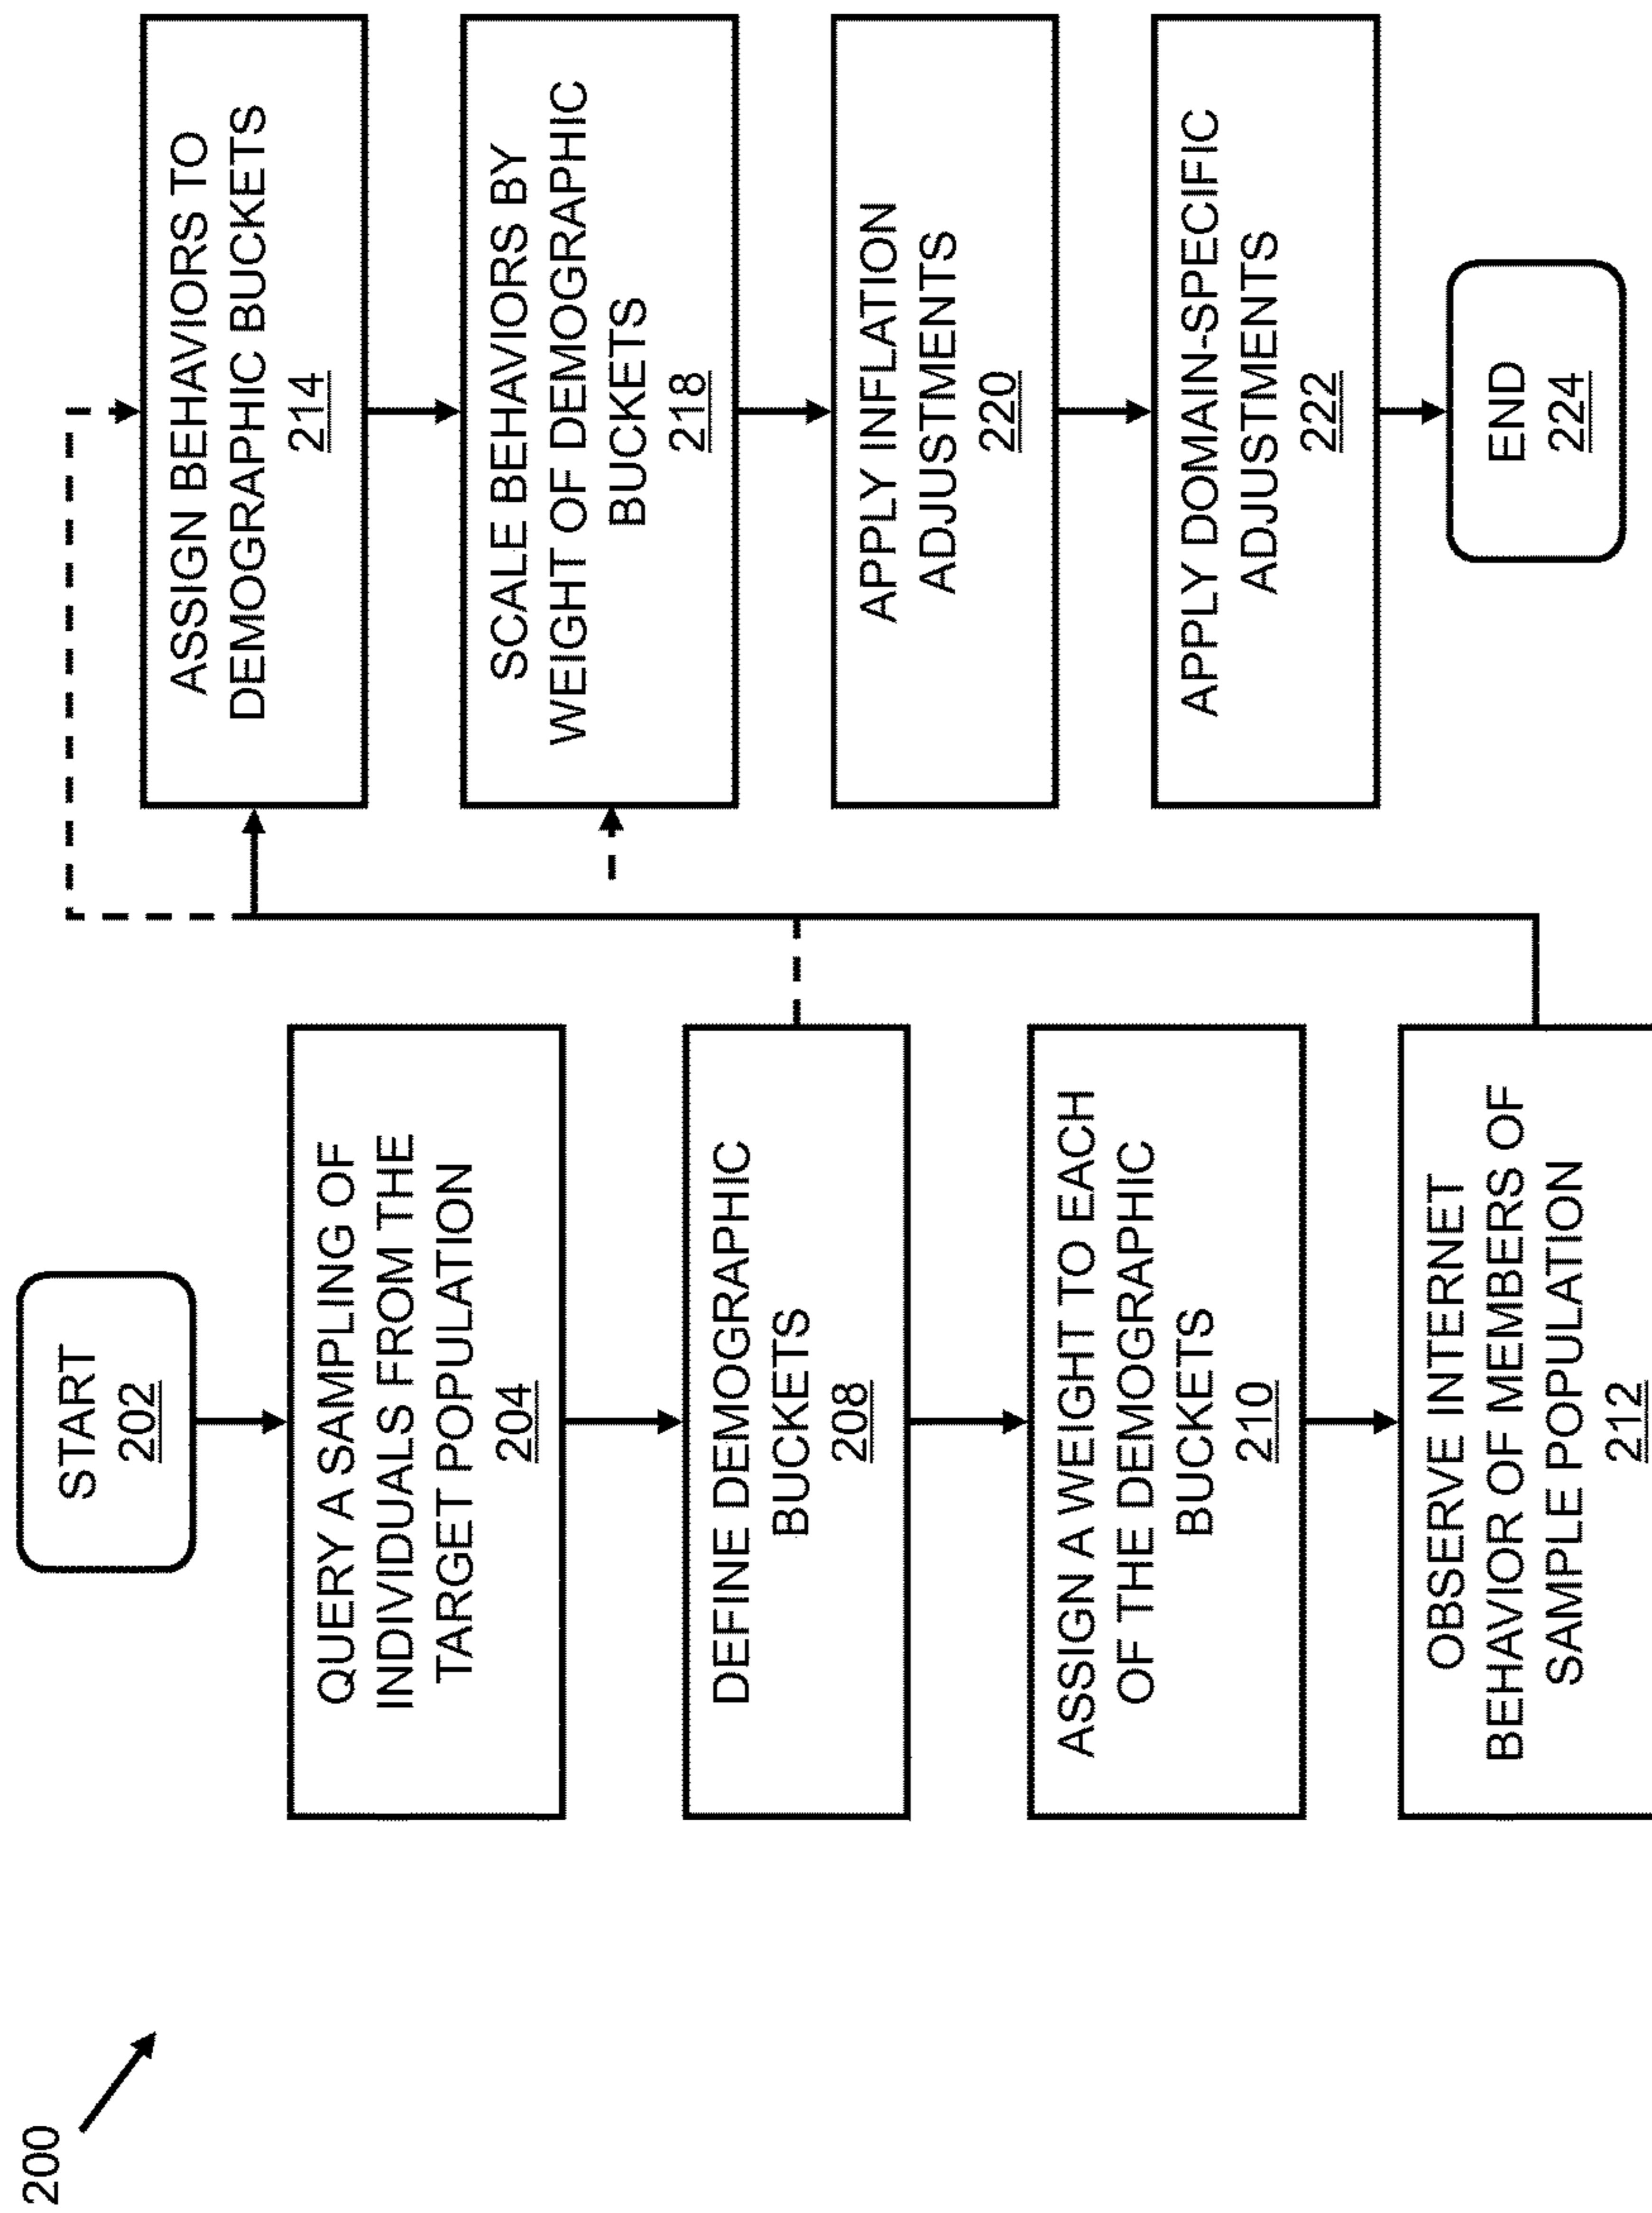 200
START
202
QUERY A SAMPLING OF
INDIVIDUALS FROM THE
TARGET POPULATION
204
DEFINE DEMOGRAPHIC
BUCKETS
208
ASSIGN A WEIGHT TO EACH
OF THE DEMOGRAPHIC
BUCKETS
210
OBSERVE INTERNET
BEHAVIOR OF MEMBERS OF
SAMPLE POPULATION
212
ASSIGN BEHAVIORS TO
DEMOGRAPHIC BUCKETS
214
SCALE BEHAVIORS BY
WEIGHT OF DEMOGRAPHIC
BUCKETS
218
APPLY INFLATION
ADJUSTMENTS
220
APPLY DOMAIN-SPECIFIC
ADJUSTMENTS
222
END
224